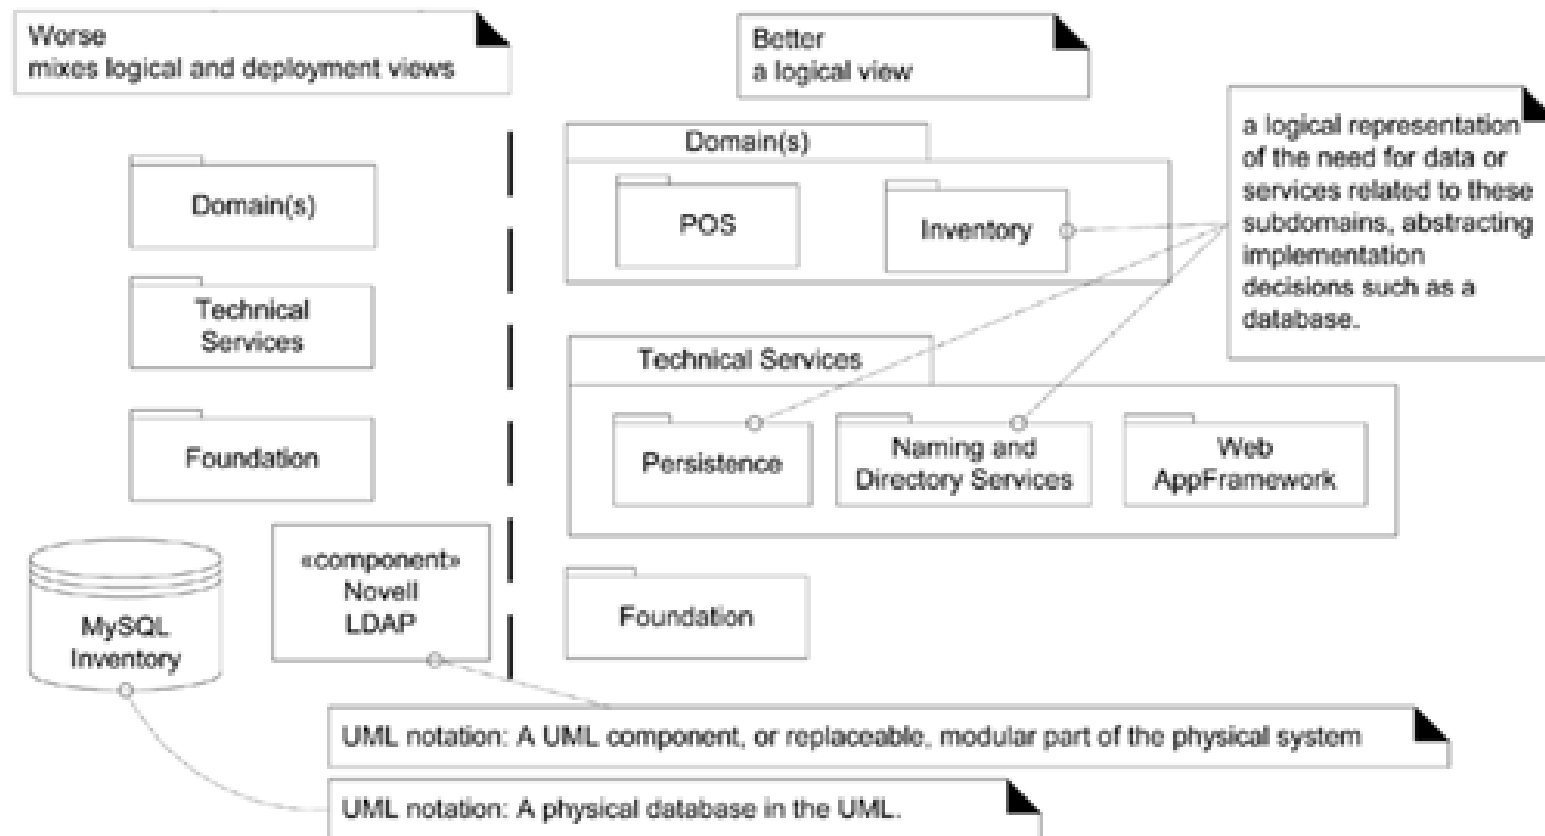 Worse
mixes logical and deployment views
Better
a logical view
a logical representation
of the need for data or
services related to these
subdomains, abstracting
implementation
decisions such as a
database.
Domain(s)
Technical
Services
Foundation
MySQL
Inventory
«component»
Novell
LDAP
Domain(s)
POS
Inventory
Technical Services
Persistence
Naming and
Directory Services
Web
AppFramework
Foundation
UML notation: A UML component, or replaceable, modular part of the physical system
UML notation: A physical database in the UML.